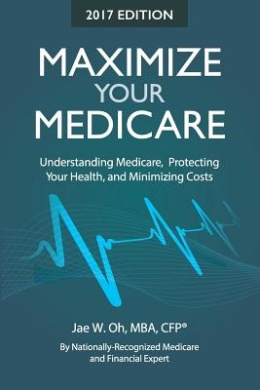 2017 EDITION
MAXIMIZE
YOUR
MEDICARE
Understanding Medicare, Protecting
Your Health, and Minimizing Costs
Jae W. Oh, MBA, CFP®
By Nationally-Recognized Medicare
and Financial Expert